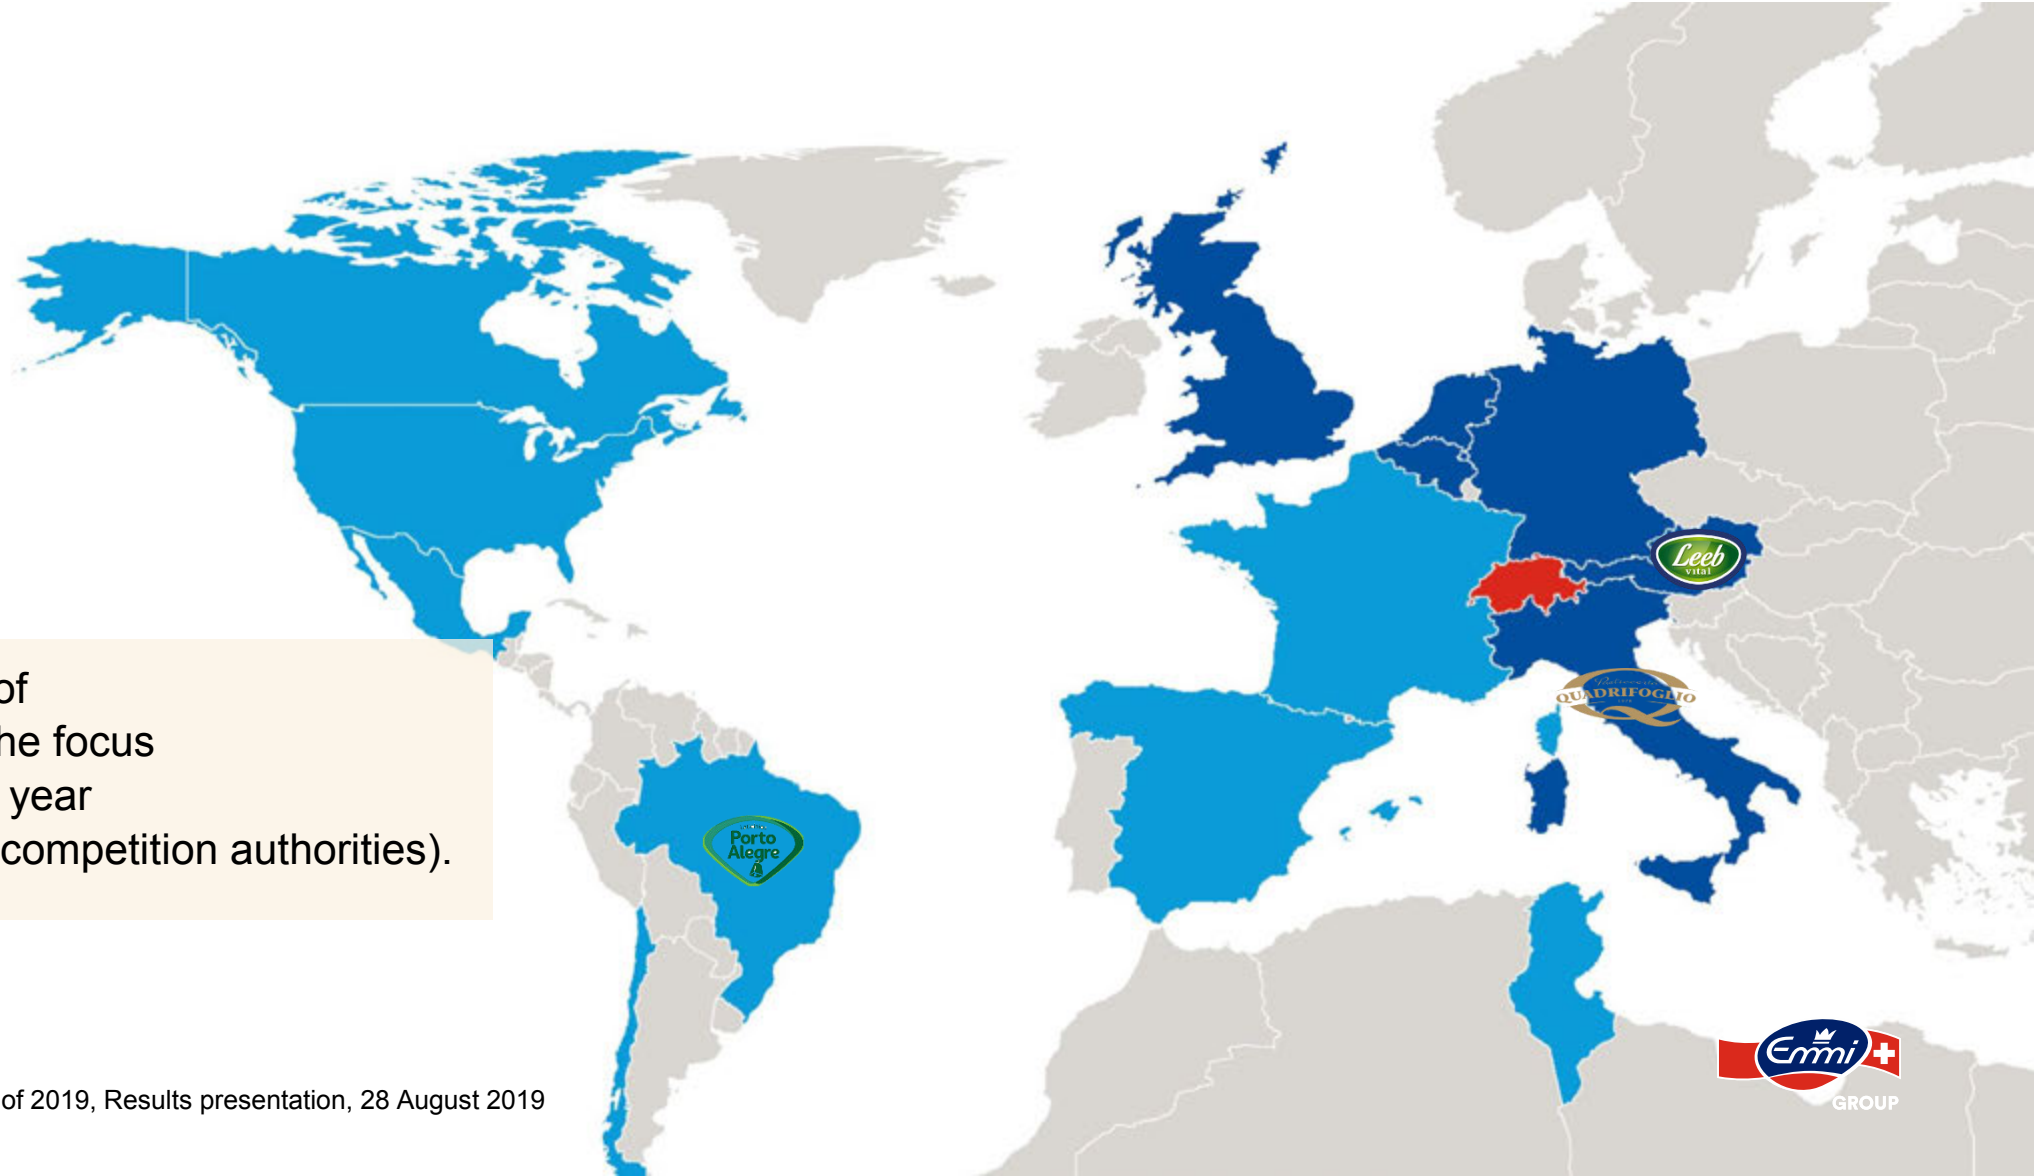 Leeb
vital
QUADRIFOGLIO
of
he focus
year
competition authorities).
Porto
Alegre
Emmi
GROUP
of 2019, Results presentation, 28 August 2019